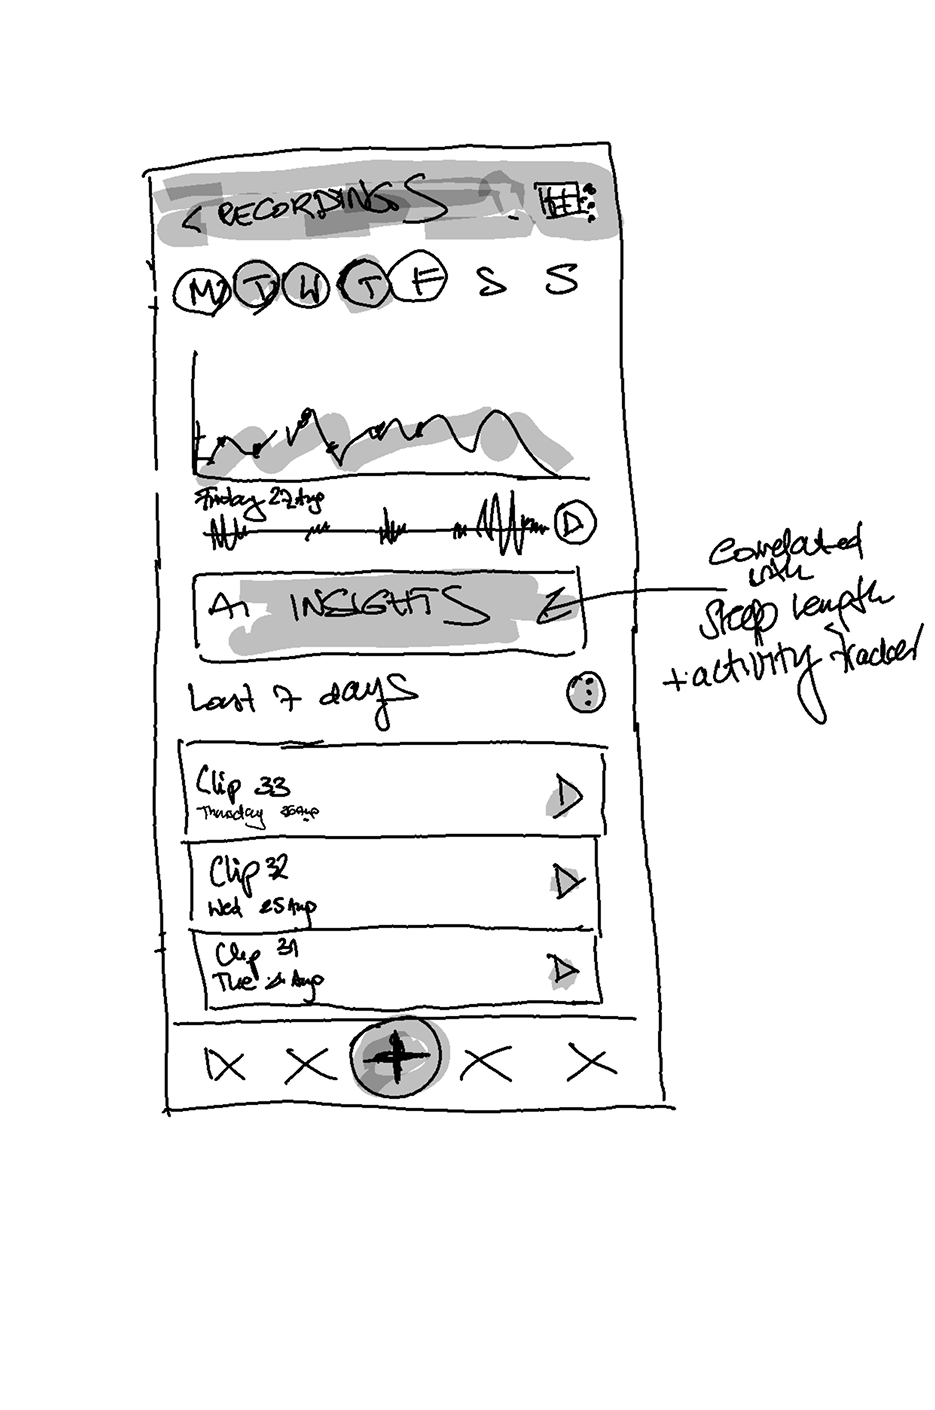 < RECORDINGS
M T W T F S S
Friday 27 Aug
AI INSIGHTS
Correlated
with
Sleep length
+ activity tracker
Last 7 days
Clip 33
Thursday 26 Aug
Clip 32
Wed 25 Aug
Clip 31
Tue 24 Aug